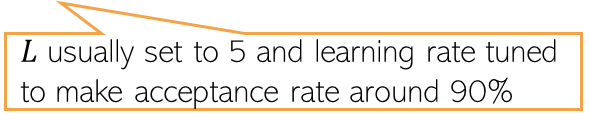 L usually set to 5 and learning rate tuned
to make acceptance rate around 90%